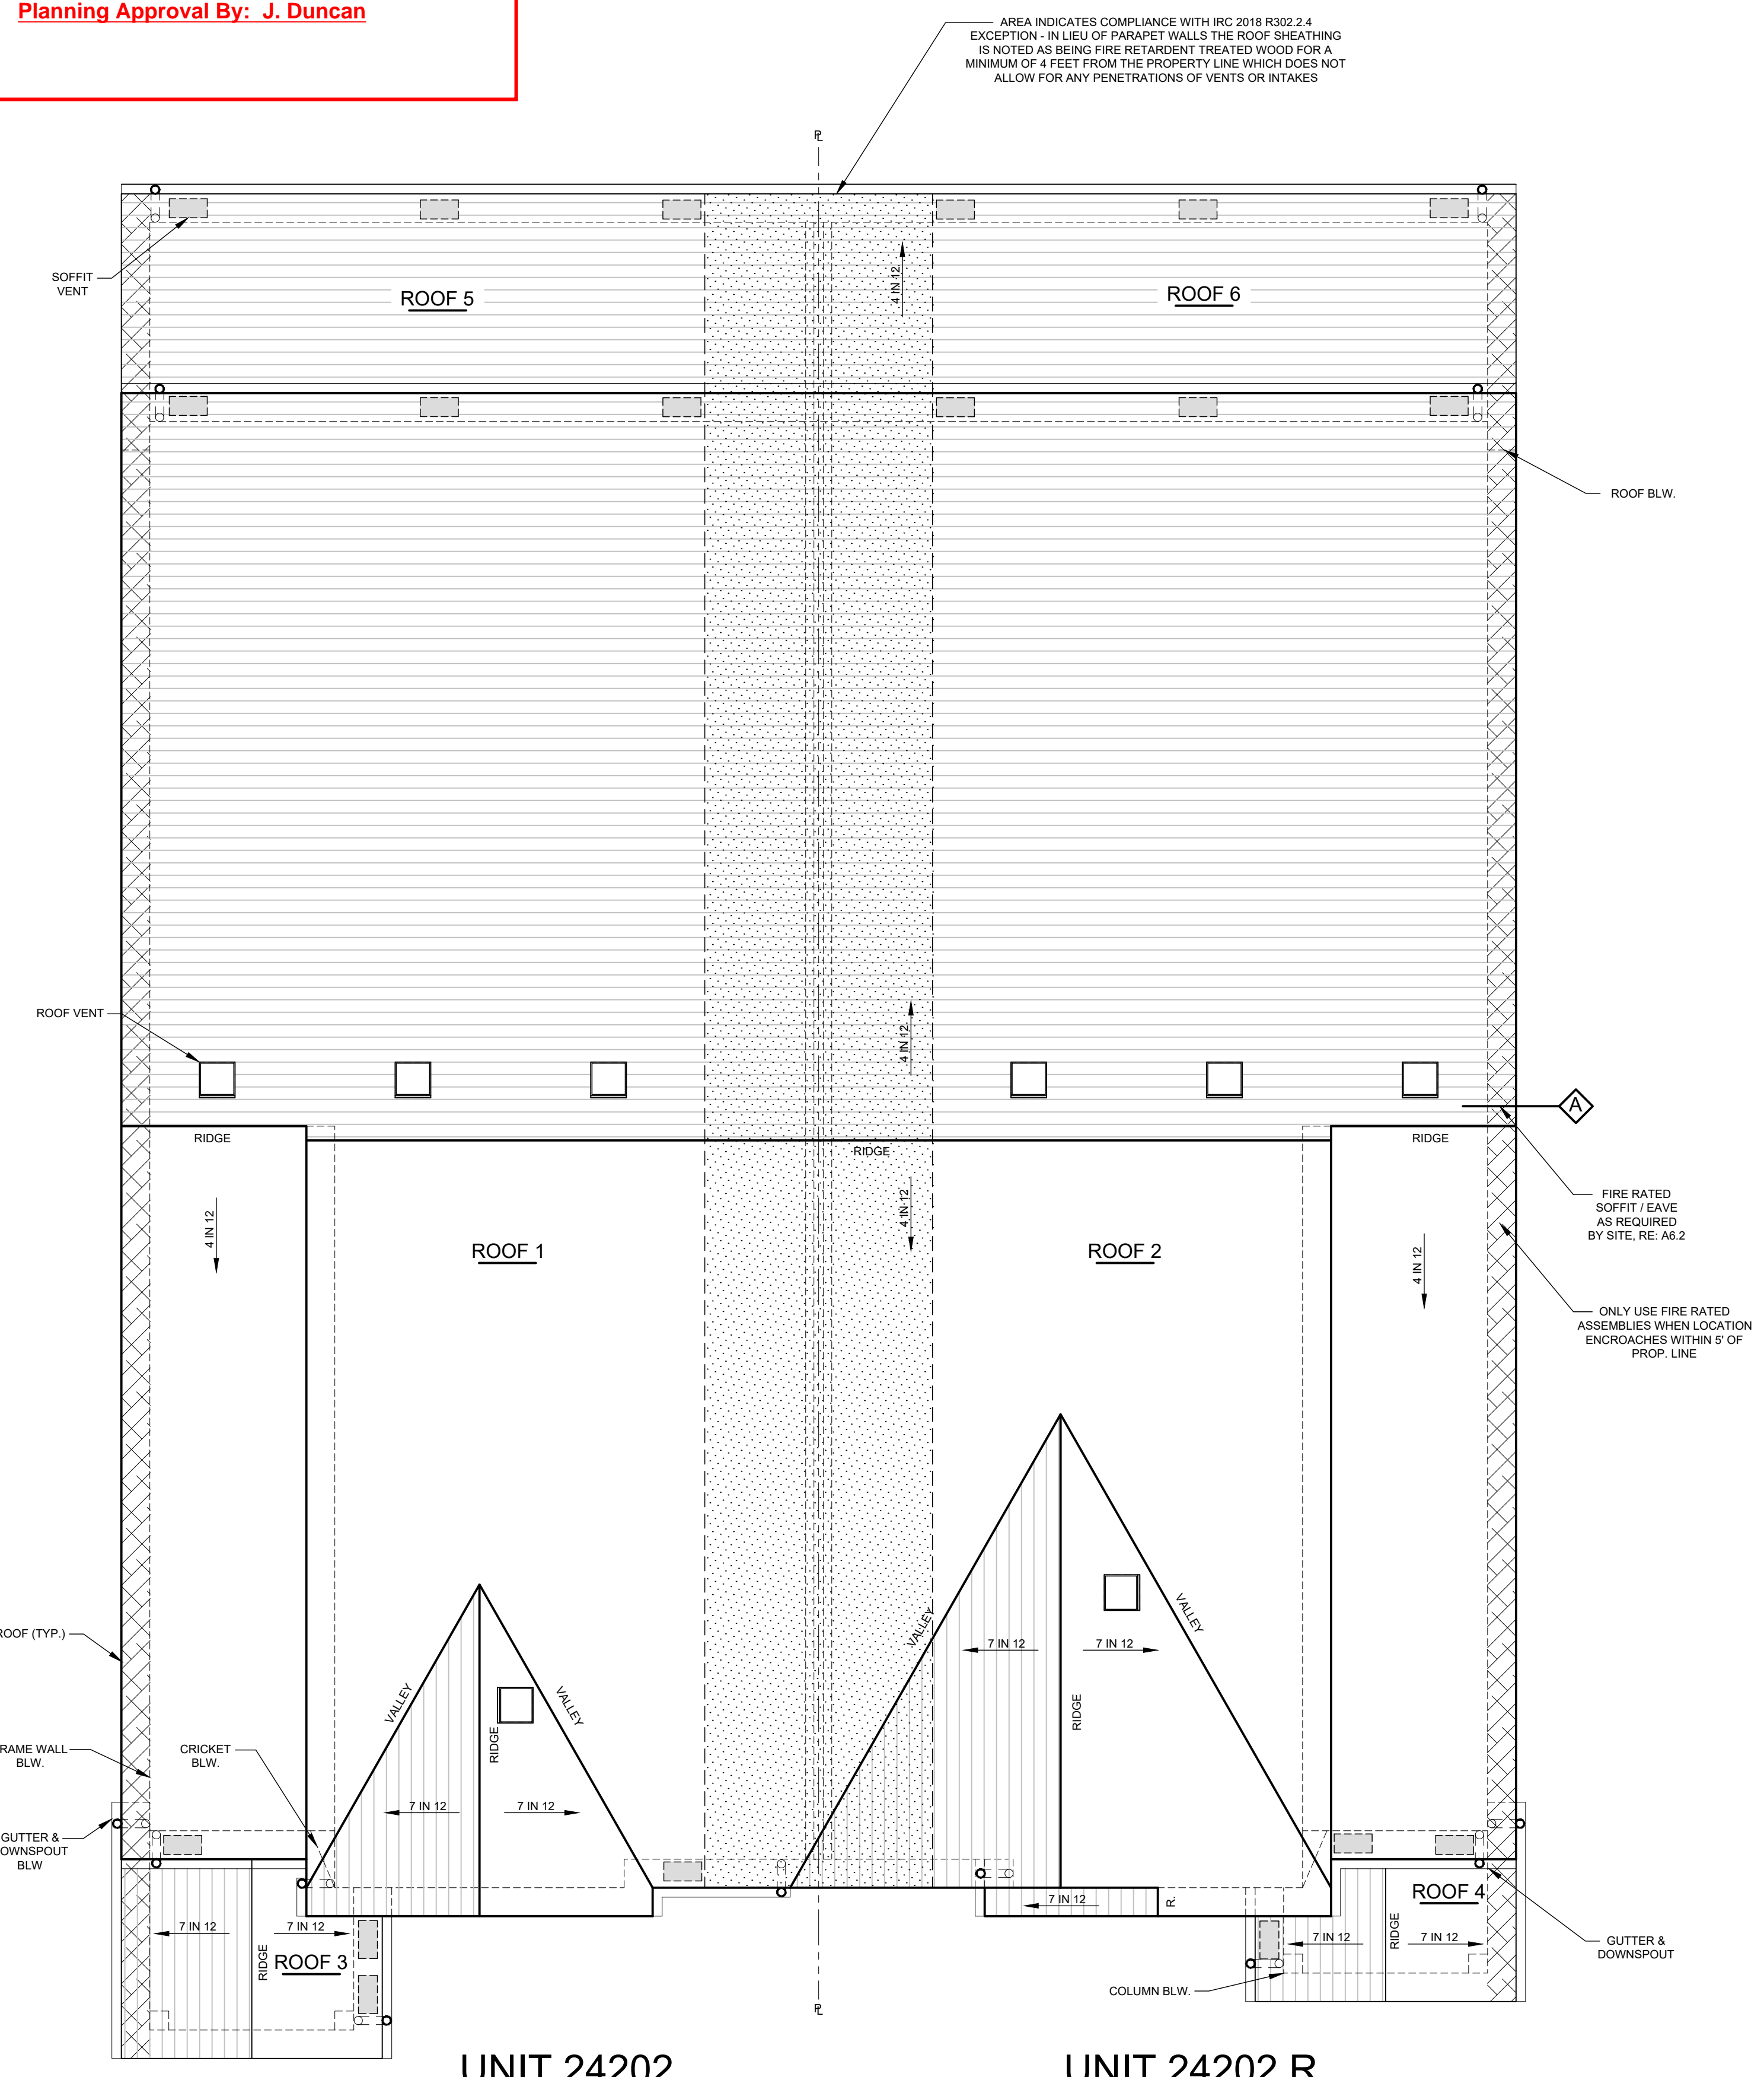 Planning Approval By: J. Duncan
AREA INDICATES COMPLIANCE WITH IRC 2018 R302.2.4
EXCEPTION - IN LIEU OF PARAPET WALLS THE ROOF SHEATHING
IS NOTED AS BEING FIRE RETARDENT TREATED WOOD FOR A
MINIMUM OF 4 FEET FROM THE PROPERTY LINE WHICH DOES NOT
ALLOW FOR ANY PENETRATIONS OF VENTS OR INTAKES
PL
SOFFIT
VENT
4 IN 12
ROOF 5
ROOF 6
ROOF BLW.
ROOF VENT
4 IN 12
A
RIDGE
RIDGE
RIDGE
4 IN 12
4 IN 12
4 IN 12
FIRE RATED
SOFFIT / EAVE
AS REQUIRED
BY SITE, RE: A6.2
ROOF 1
ROOF 2
ONLY USE FIRE RATED
ASSEMBLIES WHEN LOCATION
ENCROACHES WITHIN 5' OF
PROP. LINE
ROOF (TYP.)
VALLEY
VALLEY
7 IN 12
7 IN 12
RIDGE
VALLEY
VALLEY
RIDGE
RAME WALL
BLW.
CRICKET
BLW.
7 IN 12
7 IN 12
GUTTER &
OWNSPOUT
BLW
7 IN 12
R.
ROOF 4
7 IN 12
7 IN 12
RIDGE
ROOF 3
7 IN 12
7 IN 12
RIDGE
GUTTER &
DOWNSPOUT
COLUMN BLW.
PL
UNIT 24202
UNIT 24202 R